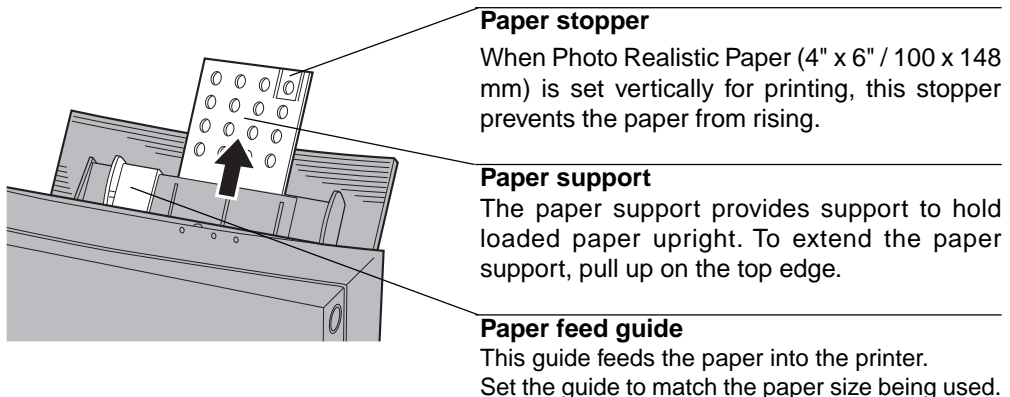 Paper stopper
When Photo Realistic Paper (4" x 6" / 100 x 148
mm) is set vertically for printing, this stopper
prevents the paper from rising.
Paper support
The paper support provides support to hold
loaded paper upright. To extend the paper
support, pull up on the top edge.
Paper feed guide
This guide feeds the paper into the printer.
Set the guide to match the paper size being used.